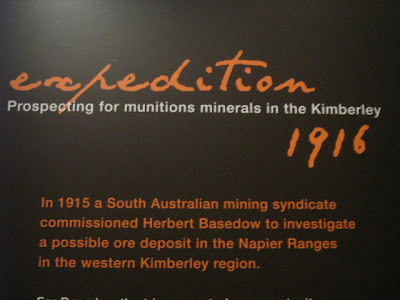 expedition
Prospecting for munitions minerals in the Kimberley
1916
In 1915 a South Australian mining syndicate
commissioned Herbert Basedow to investigate
a possible ore deposit in the Napier Ranges
in the western Kimberley region.